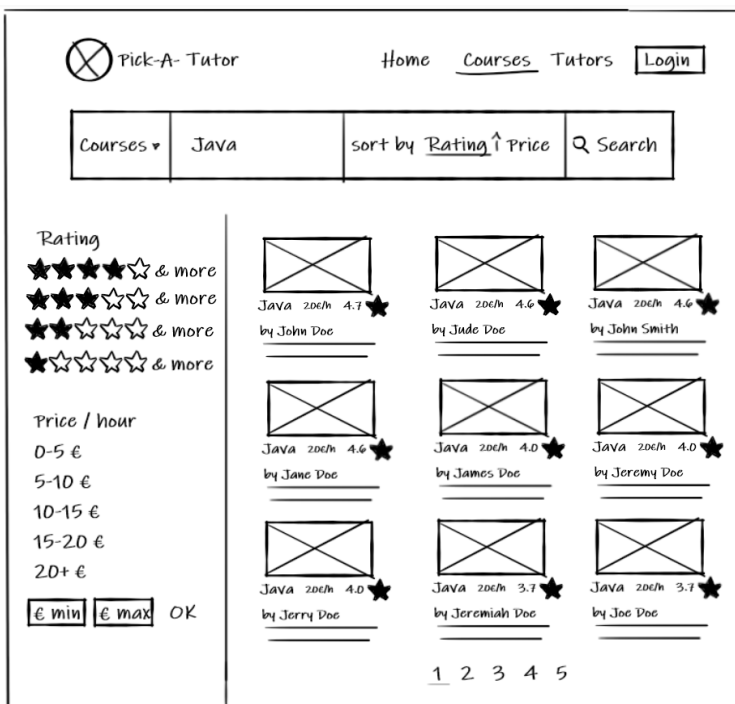 Pick-A-Tutor Home Courses Tutors Login
Courses Java sort by Rating Price Search
Rating
& more
& more
& more
& more
Price / hour
0-5 €
5-10 €
10-15 €
15-20 €
20+ €
€ min € max OK
Java 20€/h 4.7 Java 20€/h 4.6 Java 20€/h 4.6
by John Doe by Jude Doe by John Smith
Java 20€/h 4.6 Java 20€/h 4.0 Java 20€/h 4.0
by Jane Doe by James Doe by Jeremy Doe
Java 20€/h 4.0 Java 20€/h 3.7 Java 20€/h 3.7
by Jerry Doe by Jeremiah Doe by Joe Doe
1 2 3 4 5